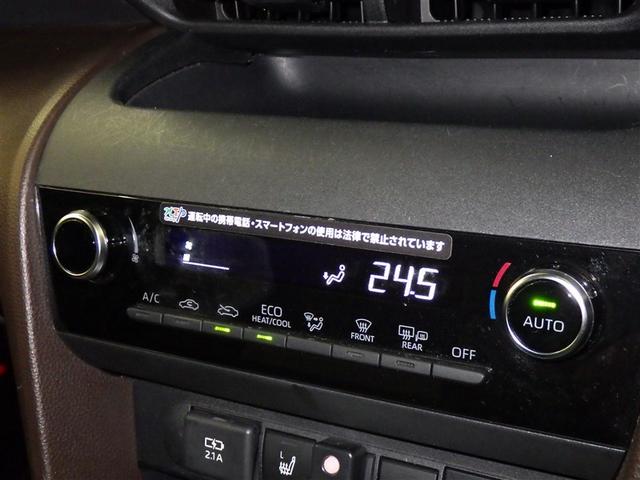 運転中の携帯電話・スマートフォンの使用は法律で禁止されています
24.5
A/C
ECO
HEAT/COOL
FRONT
REAR
OFF
AUTO
2.1A
L